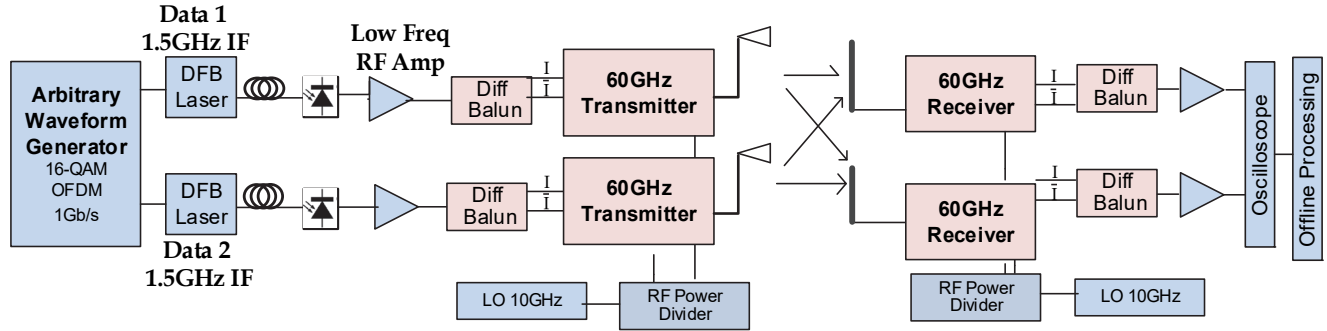 Data 1
1.5GHz IF
Low Freq
RF Amp
Arbitrary
Waveform
Generator
16-QAM
OFDM
1Gb/s
DFB
Laser
Diff
Balun
I
Ī
60GHz
Transmitter
60GHz
Receiver
I
Ī
Diff
Balun
DFB
Laser
Data 2
1.5GHz IF
Diff
Balun
I
Ī
60GHz
Transmitter
60GHz
Receiver
I
Ī
Diff
Balun
Oscilloscope
Offline Processing
LO 10GHz
RF Power
Divider
RF Power
Divider
LO 10GHz